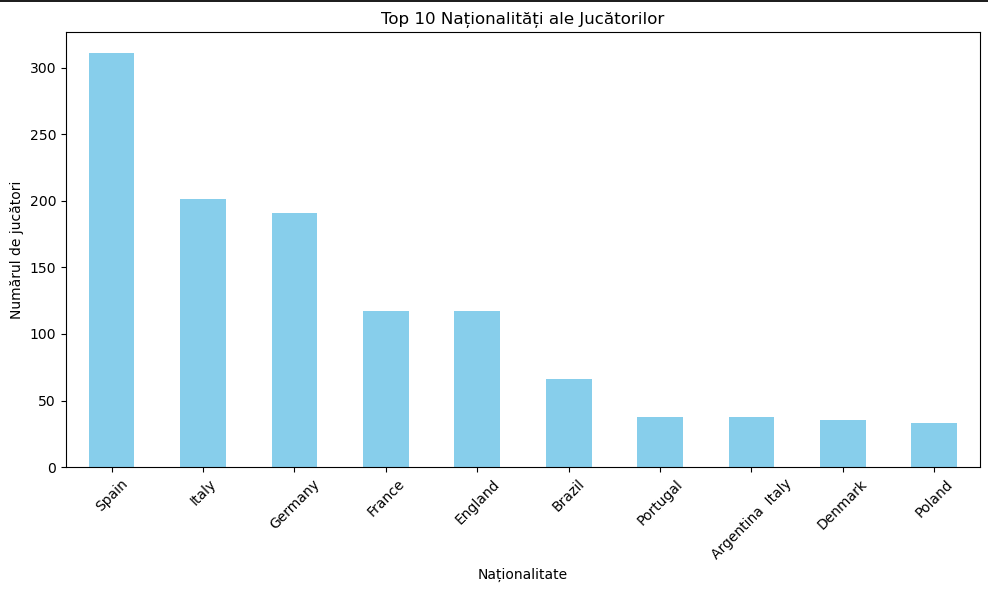 Top 10 Naționalități ale Jucătorilor
Numărul de jucători
300
250
200
150
100
50
0
Spain
Italy
Germany
France
England
Brazil
Portugal
Argentina  Italy
Denmark
Poland
Naționalitate